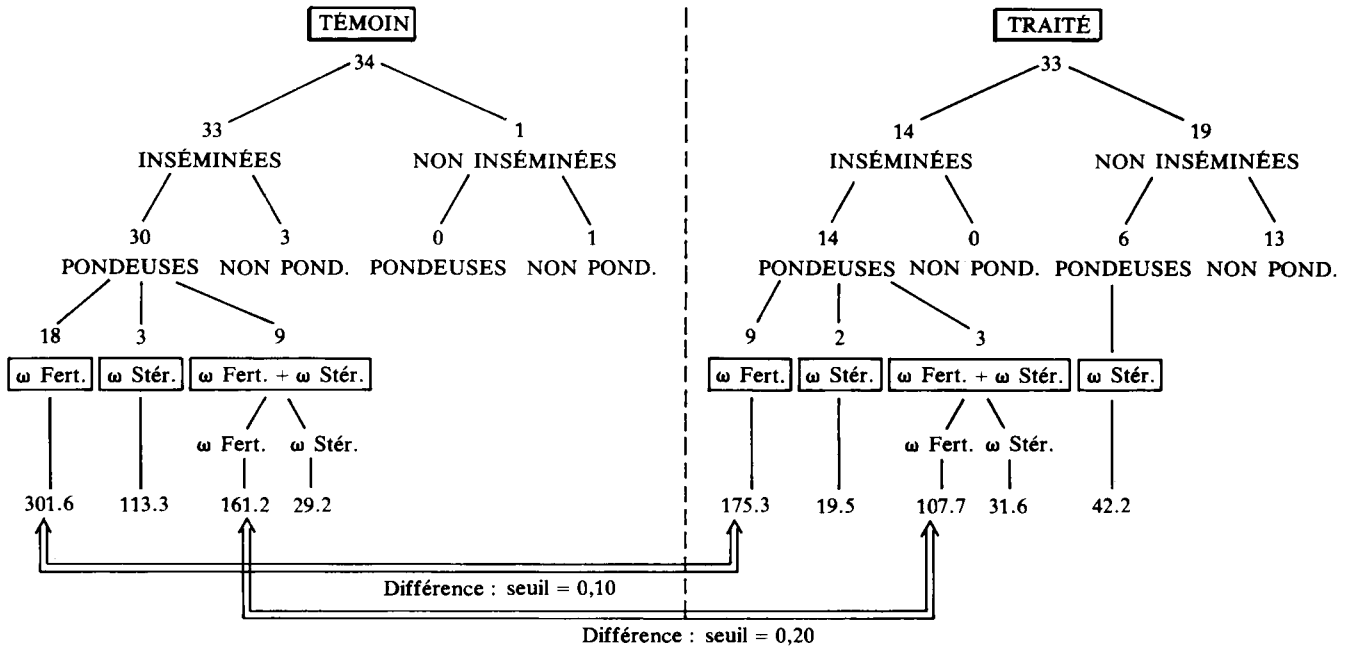 TÉMOIN TRAITÉ
34 33
33 1 14 19
INSÉMINÉES NON INSÉMINÉES INSÉMINÉES NON INSÉMINÉES
30 3 0 1 14 0 6 13
PONDEUSES NON POND. PONDEUSES NON POND. PONDEUSES NON POND. PONDEUSES NON POND.
18 3 9 9 2 3
ω Fert. ω Stér. ω Fert. + ω Stér. ω Fert. ω Stér. ω Fert. + ω Stér. ω Stér.
ω Fert. ω Stér. ω Fert. ω Stér.
301.6 113.3 161.2 29.2 175.3 19.5 107.7 31.6 42.2
Différence : seuil = 0,10
Différence : seuil = 0,20